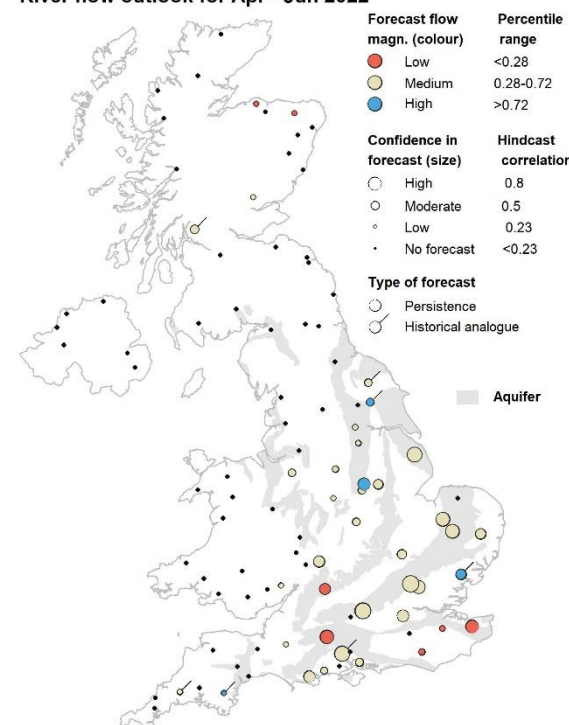 River flow outlook for Apr - Jun 2022
Forecast flow Percentile
magn. (colour) range
Low <0.28
Medium 0.28-0.72
High >0.72
Confidence in Hindcast
forecast (size) correlation
High 0.8
Moderate 0.5
Low 0.23
No forecast <0.23
Type of forecast
Persistence
Historical analogue
Aquifer